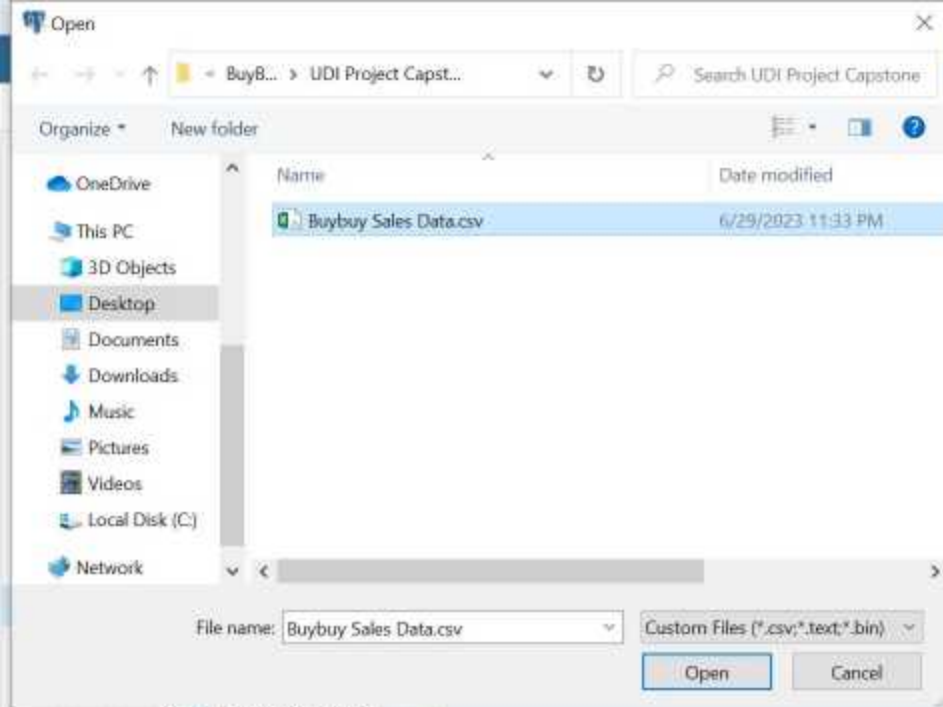 Open
BuyB... > UDI Project Capst...
Search UDI Project Capstone
Organize
New folder
Name
Date modified
OneDrive
Buybuy Sales Data.csv
6/29/2023 11:33 PM
This PC
3D Objects
Desktop
Documents
Downloads
Music
Pictures
Videos
Local Disk (C:)
Network
File name: Buybuy Sales Data.csv
Custom Files (*.csv;*.text;*.bin)
Open
Cancel